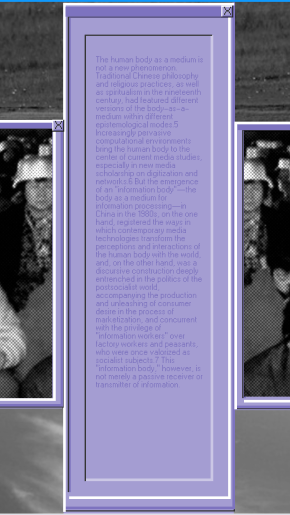 The human body as a medium is
not a new phenomenon.
Traditional Chinese philosophy
and religious practices, as well
as spiritualism in the nineteenth
century, had featured different
versions of the body-as-a-
medium within different
epistemological modes.5
Increasingly pervasive
computational environments
bring the human body to the
center of current media studies,
especially in new media
scholarship on digitization and
networks.6 But the emergence
of an "information body"—the
body as a medium for
information processing—in
China in the 1980s, on the one
hand, registered the ways in
which contemporary media
technologies transform the
perceptions and interactions of
the human body with the world,
and, on the other hand, was a
discursive construction deeply
entrenched in the politics of the
postsocialist world,
accompanying the production
and unleashing of consumer
desire in the process of
marketization, and concurrent
with the privilege of
"information workers" over
factory workers and peasants,
who were once valorized as
socialist subjects.7 This
"information body," however, is
not merely a passive receiver or
transmitter of information.